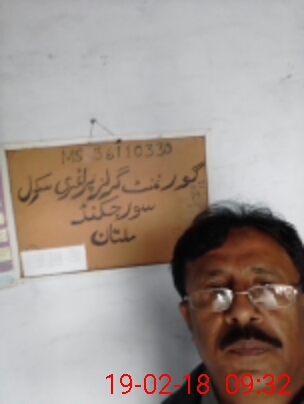 MS 36110330
گورنمنٹ گرلز پرائمری سکول
سورجکنڈ
ملتان
19-02-18 09:32